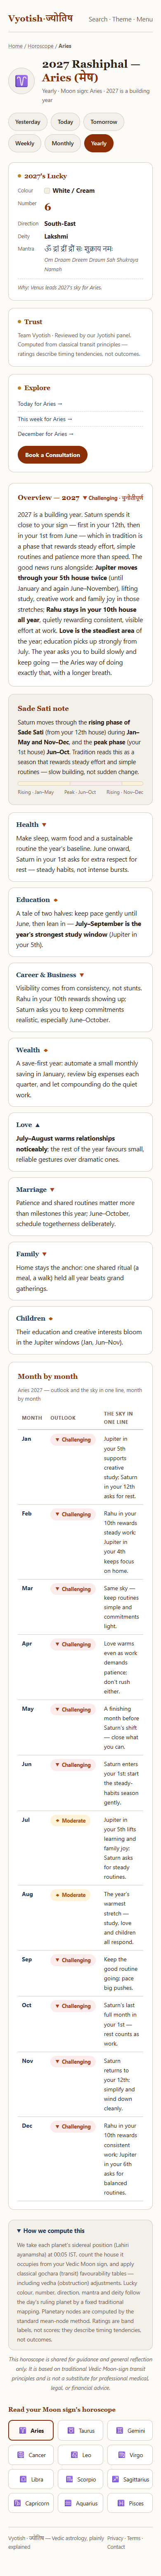 Vyotish·ज्योतिष
Search · Theme · Menu
Home / Horoscope / Aries
2027 Rashiphal —
Aries (मेष)
Yearly · Moon sign: Aries · 2027 is a building
year
Yesterday
Today
Tomorrow
Weekly
Monthly
Yearly
2027's Lucky
Colour White / Cream
Number 6
Direction South-East
Deity Lakshmi
Mantra ॐ द्रां द्रीं द्रौं सः शुक्राय नमः
Om Draam Dreem Draum Sah Shukraya
Namah
Why: Venus leads 2027's sky for Aries.
Trust
Team Vyotish · Reviewed by our Jyotish panel.
Computed from classical transit principles —
ratings describe timing tendencies, not outcomes.
Explore
Today for Aries →
This week for Aries →
December for Aries →
Book a Consultation
Overview — 2027 ▼ Challenging · चुनौतीपूर्ण
2027 is a building year. Saturn spends it
close to your sign — first in your 12th, then
in your 1st from June — which in tradition is
a phase that rewards steady effort, simple
routines and patience more than speed. The
good news runs alongside: Jupiter moves
through your 5th house twice (until
January and again June–November), lifting
study, creative work and family joy in those
stretches; Rahu stays in your 10th house
all year, quietly rewarding consistent, visible
effort at work. Love is the steadiest area
of the year; education picks up strongly from
July. The year asks you to build slowly and
keep going — the Aries way of doing
exactly that, with a longer breath.
Sade Sati note
Saturn moves through the rising phase of
Sade Sati (from your 12th house) during Jan–
May and Nov–Dec, and the peak phase (your
1st house) Jun–Oct. Tradition reads this as a
season that rewards steady effort and simple
routines — slow building, not sudden change.
Rising · Jan–May
Peak · Jun–Oct
Rising · Nov–Dec
Health ▼
Make sleep, warm food and a sustainable
routine the year's baseline. June onward,
Saturn in your 1st asks for extra respect for
rest — steady habits, not intense bursts.
Education ●
A tale of two halves: keep pace gently until
June, then lean in — July–September is the
year's strongest study window (Jupiter in
your 5th).
Career & Business ▼
Visibility comes from consistency, not stunts.
Rahu in your 10th rewards showing up;
Saturn asks you to keep commitments
realistic, especially June–October.
Wealth ●
A save-first year: automate a small monthly
saving in January, review big expenses each
quarter, and let compounding do the quiet
work.
Love ▲
July–August warms relationships
noticeably; the rest of the year favours small,
reliable gestures over dramatic ones.
Marriage ▼
Patience and shared routines matter more
than milestones this year; June–October,
schedule togetherness deliberately.
Family ▼
Home stays the anchor: one shared ritual (a
meal, a walk) held all year beats grand
gatherings.
Children ●
Their education and creative interests bloom
in the Jupiter windows (Jan, Jun–Nov).
Month by month
Aries 2027 — outlook and the sky in one line, month
by month
MONTH OUTLOOK THE SKY IN
ONE LINE
Jan ▼ Challenging Jupiter in
your 5th
supports
creative
study; Saturn
in your 12th
asks for rest.
Feb ▼ Challenging Rahu in your
10th rewards
steady work;
Jupiter in
your 4th
keeps focus
on home.
Mar ▼ Challenging Same sky —
keep routines
simple and
commitments
light.
Apr ▼ Challenging Love warms
even as work
demands
patience;
don't rush
either.
May ▼ Challenging A finishing
month before
Saturn's shift
— close what
you can.
Jun ▼ Challenging Saturn enters
your 1st: start
the steady-
habits season
gently.
Jul ● Moderate Jupiter in
your 5th lifts
learning and
family joy;
Saturn asks
for steady
routines.
Aug ● Moderate The year's
warmest
stretch —
study, love
and children
all respond.
Sep ▼ Challenging Keep the
good routine
going; pace
big pushes.
Oct ▼ Challenging Saturn's last
full month in
your 1st —
rest counts as
work.
Nov ▼ Challenging Saturn
returns to
your 12th:
simplify and
wind down
cleanly.
Dec ▼ Challenging Rahu in your
10th rewards
consistent
work; Jupiter
in your 6th
asks for
balanced
routines.
▼ How we compute this
We take each planet's sidereal position (Lahiri
ayanamsha) at 00:05 IST, count the house it
occupies from your Vedic Moon sign, and apply
classical gochara (transit) favourability tables —
including vedha (obstruction) adjustments. Lucky
colour, number, direction, mantra and deity follow
the day's ruling planet by a fixed traditional
mapping. Planetary nodes are computed by the
standard mean-node method. Ratings are bands,
not scores; they describe timing tendencies,
not outcomes.
This horoscope is shared for guidance and general reflection
only. It is based on traditional Vedic Moon-sign transit
principles and is not a substitute for professional medical,
legal, or financial advice.
Read your Moon sign's horoscope
♈ Aries
♉ Taurus
♊ Gemini
♋ Cancer
♌ Leo
♍ Virgo
♎ Libra
♏ Scorpio
♐ Sagittarius
♑ Capricorn
♒ Aquarius
♓ Pisces
Vyotish · ज्योतिष — Vedic astrology, plainly
explained
Privacy · Terms ·
Contact